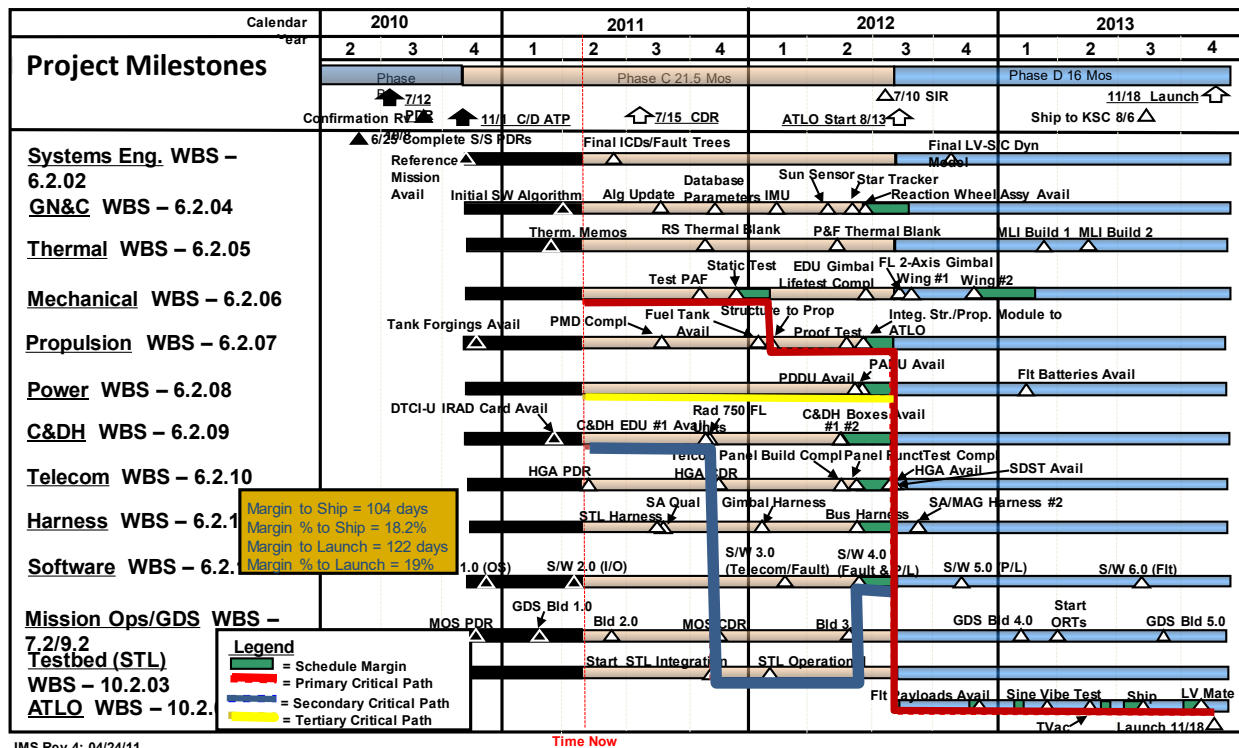 Calendar Year 2010 2011 2012 2013
2 3 4 1 2 3 4 1 2 3 4 1 2 3 4
Project Milestones
Phase
Phase C 21.5 Mos
Phase D 16 Mos
7/12
PDR
7/10 SIR
11/18 Launch
Confirmation Rv
11/1 C/D ATP
7/15 CDR
ATLO Start 8/13
Ship to KSC 8/6
6/25 Complete S/S PDRs
Systems Eng. WBS –
6.2.02
Reference
Mission
Avail
Final ICDs/Fault Trees
Final LV-S/C Dyn
Model
GN&C WBS – 6.2.04
Initial SW Algorithm
Alg Update
Database
Parameters
IMU
Sun Sensor
Star Tracker
Reaction Wheel Assy Avail
Thermal WBS – 6.2.05
Therm. Memos
RS Thermal Blank
P&F Thermal Blank
MLI Build 1
MLI Build 2
Mechanical WBS – 6.2.06
Test PAF
Static Test
EDU Gimbal
Lifetest Compl
FL 2-Axis Gimbal
Wing #1
Wing #2
Propulsion WBS – 6.2.07
Tank Forgings Avail
PMD Compl
Fuel Tank
Avail
Structure to Prop
Proof Test
Integ. Str./Prop. Module to
ATLO
Power WBS – 6.2.08
PDDU Avail
PADU Avail
Flt Batteries Avail
C&DH WBS – 6.2.09
DTCI-U IRAD Card Avail
C&DH EDU #1 Avail
Rad 750 FL
Units
C&DH Boxes Avail
#1 #2
Telecom WBS – 6.2.10
HGA PDR
Telcom
HGA CDR
Panel Build Compl
Panel FunctTest Compl
HGA Avail
SDST Avail
Harness WBS – 6.2.1
STL Harness
SA Qual
Gimbal Harness
Bus Harness
SA/MAG Harness #2
Margin to Ship = 104 days
Margin % to Ship = 18.2%
Margin to Launch = 122 days
Margin % to Launch = 19%
Software WBS – 6.2.
1.0 (OS)
S/W 2.0 (I/O)
S/W 3.0
(Telecom/Fault)
S/W 4.0
(Fault & P/L)
S/W 5.0 (P/L)
S/W 6.0 (Flt)
Mission Ops/GDS WBS –
7.2/9.2
MOS PDR
GDS Bld 1.0
Bld 2.0
MOS CDR
Bld 3.
GDS Bld 4.0
Start
ORTs
GDS Bld 5.0
Testbed (STL)
WBS – 10.2.03
Start STL Integration
STL Operational
ATLO WBS – 10.2.
Flt Payloads Avail
Sine Vibe Test
TVac
Ship
LV Mate
Launch 11/18
Legend
= Schedule Margin
= Primary Critical Path
= Secondary Critical Path
= Tertiary Critical Path
IMS Rev 4: 04/24/11
Time Now